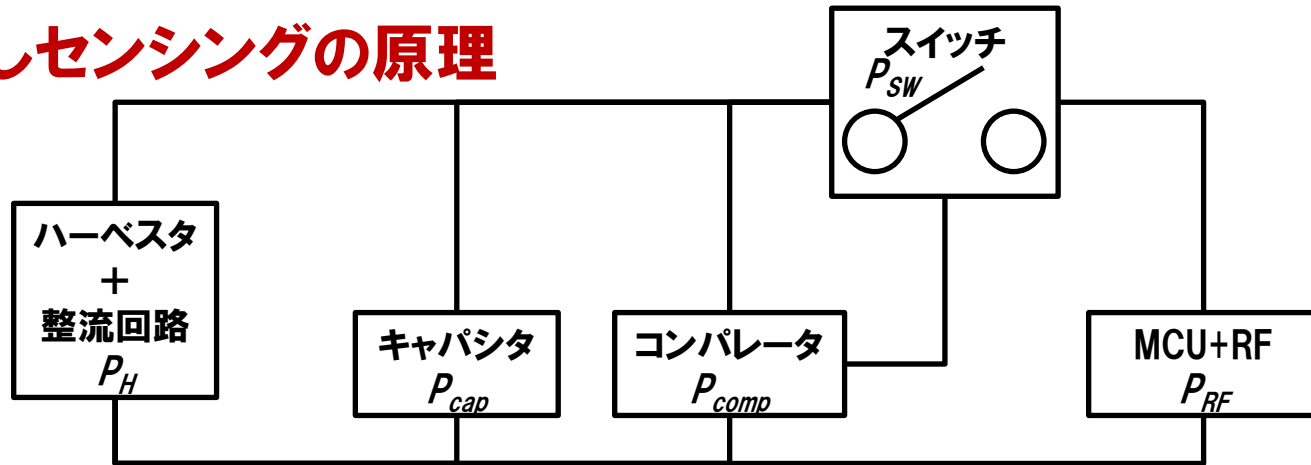 しセンシングの原理
スイッチ
P_SW
ハーベスタ
+
整流回路
P_H
キャパシタ
P_cap
コンパレータ
P_comp
MCU+RF
P_RF